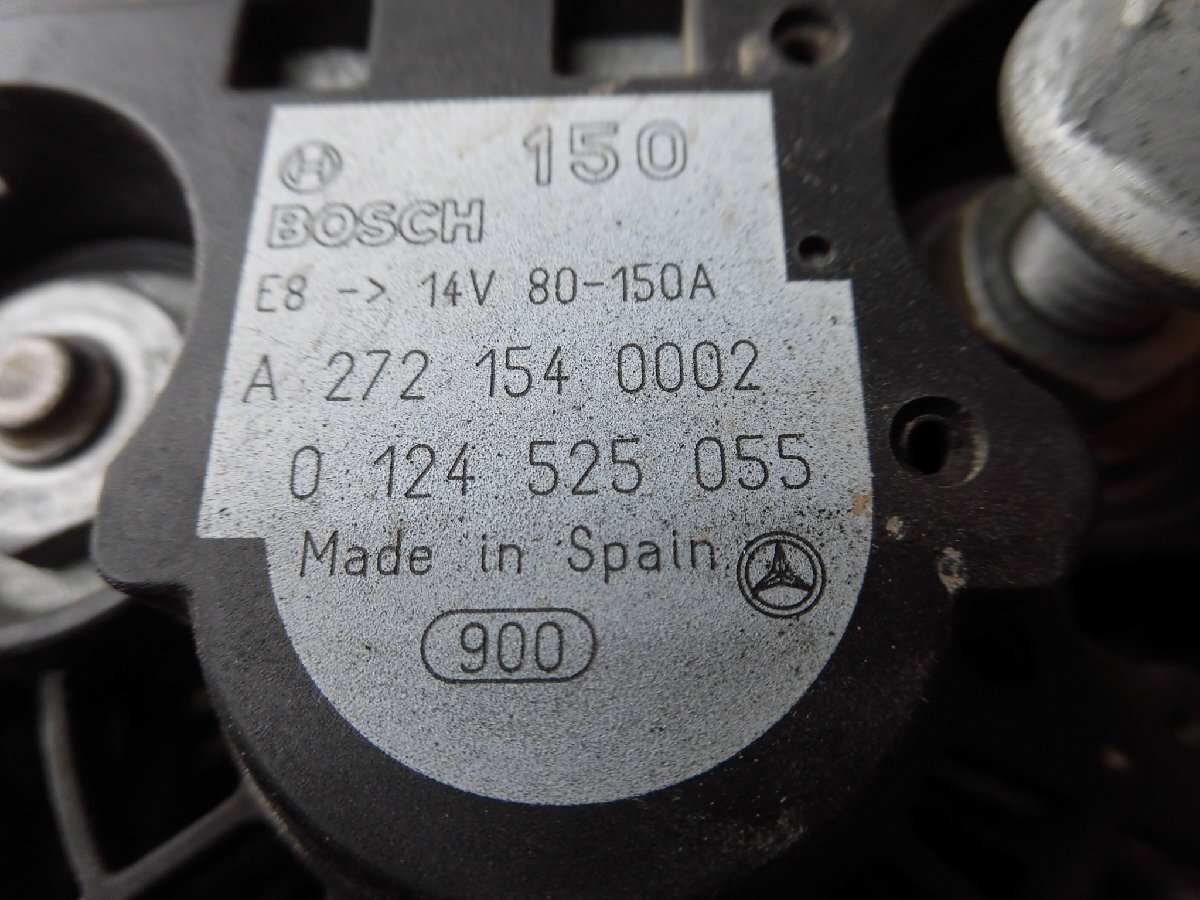 150
BOSCH
E8 -> 14V 80-150A
A 272 154 0002
0 124 525 055
Made in Spain
900